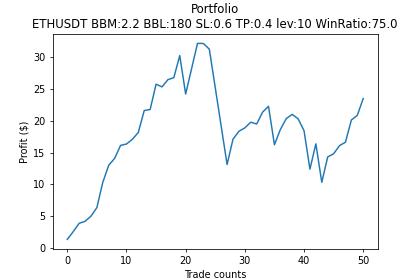 Portfolio
ETHUSDT BBM:2.2 BBL:180 SL:0.6 TP:0.4 lev:10 WinRatio:75.0
Profit ($)
30
25
20
15
10
5
0
0 10 20 30 40 50
Trade counts